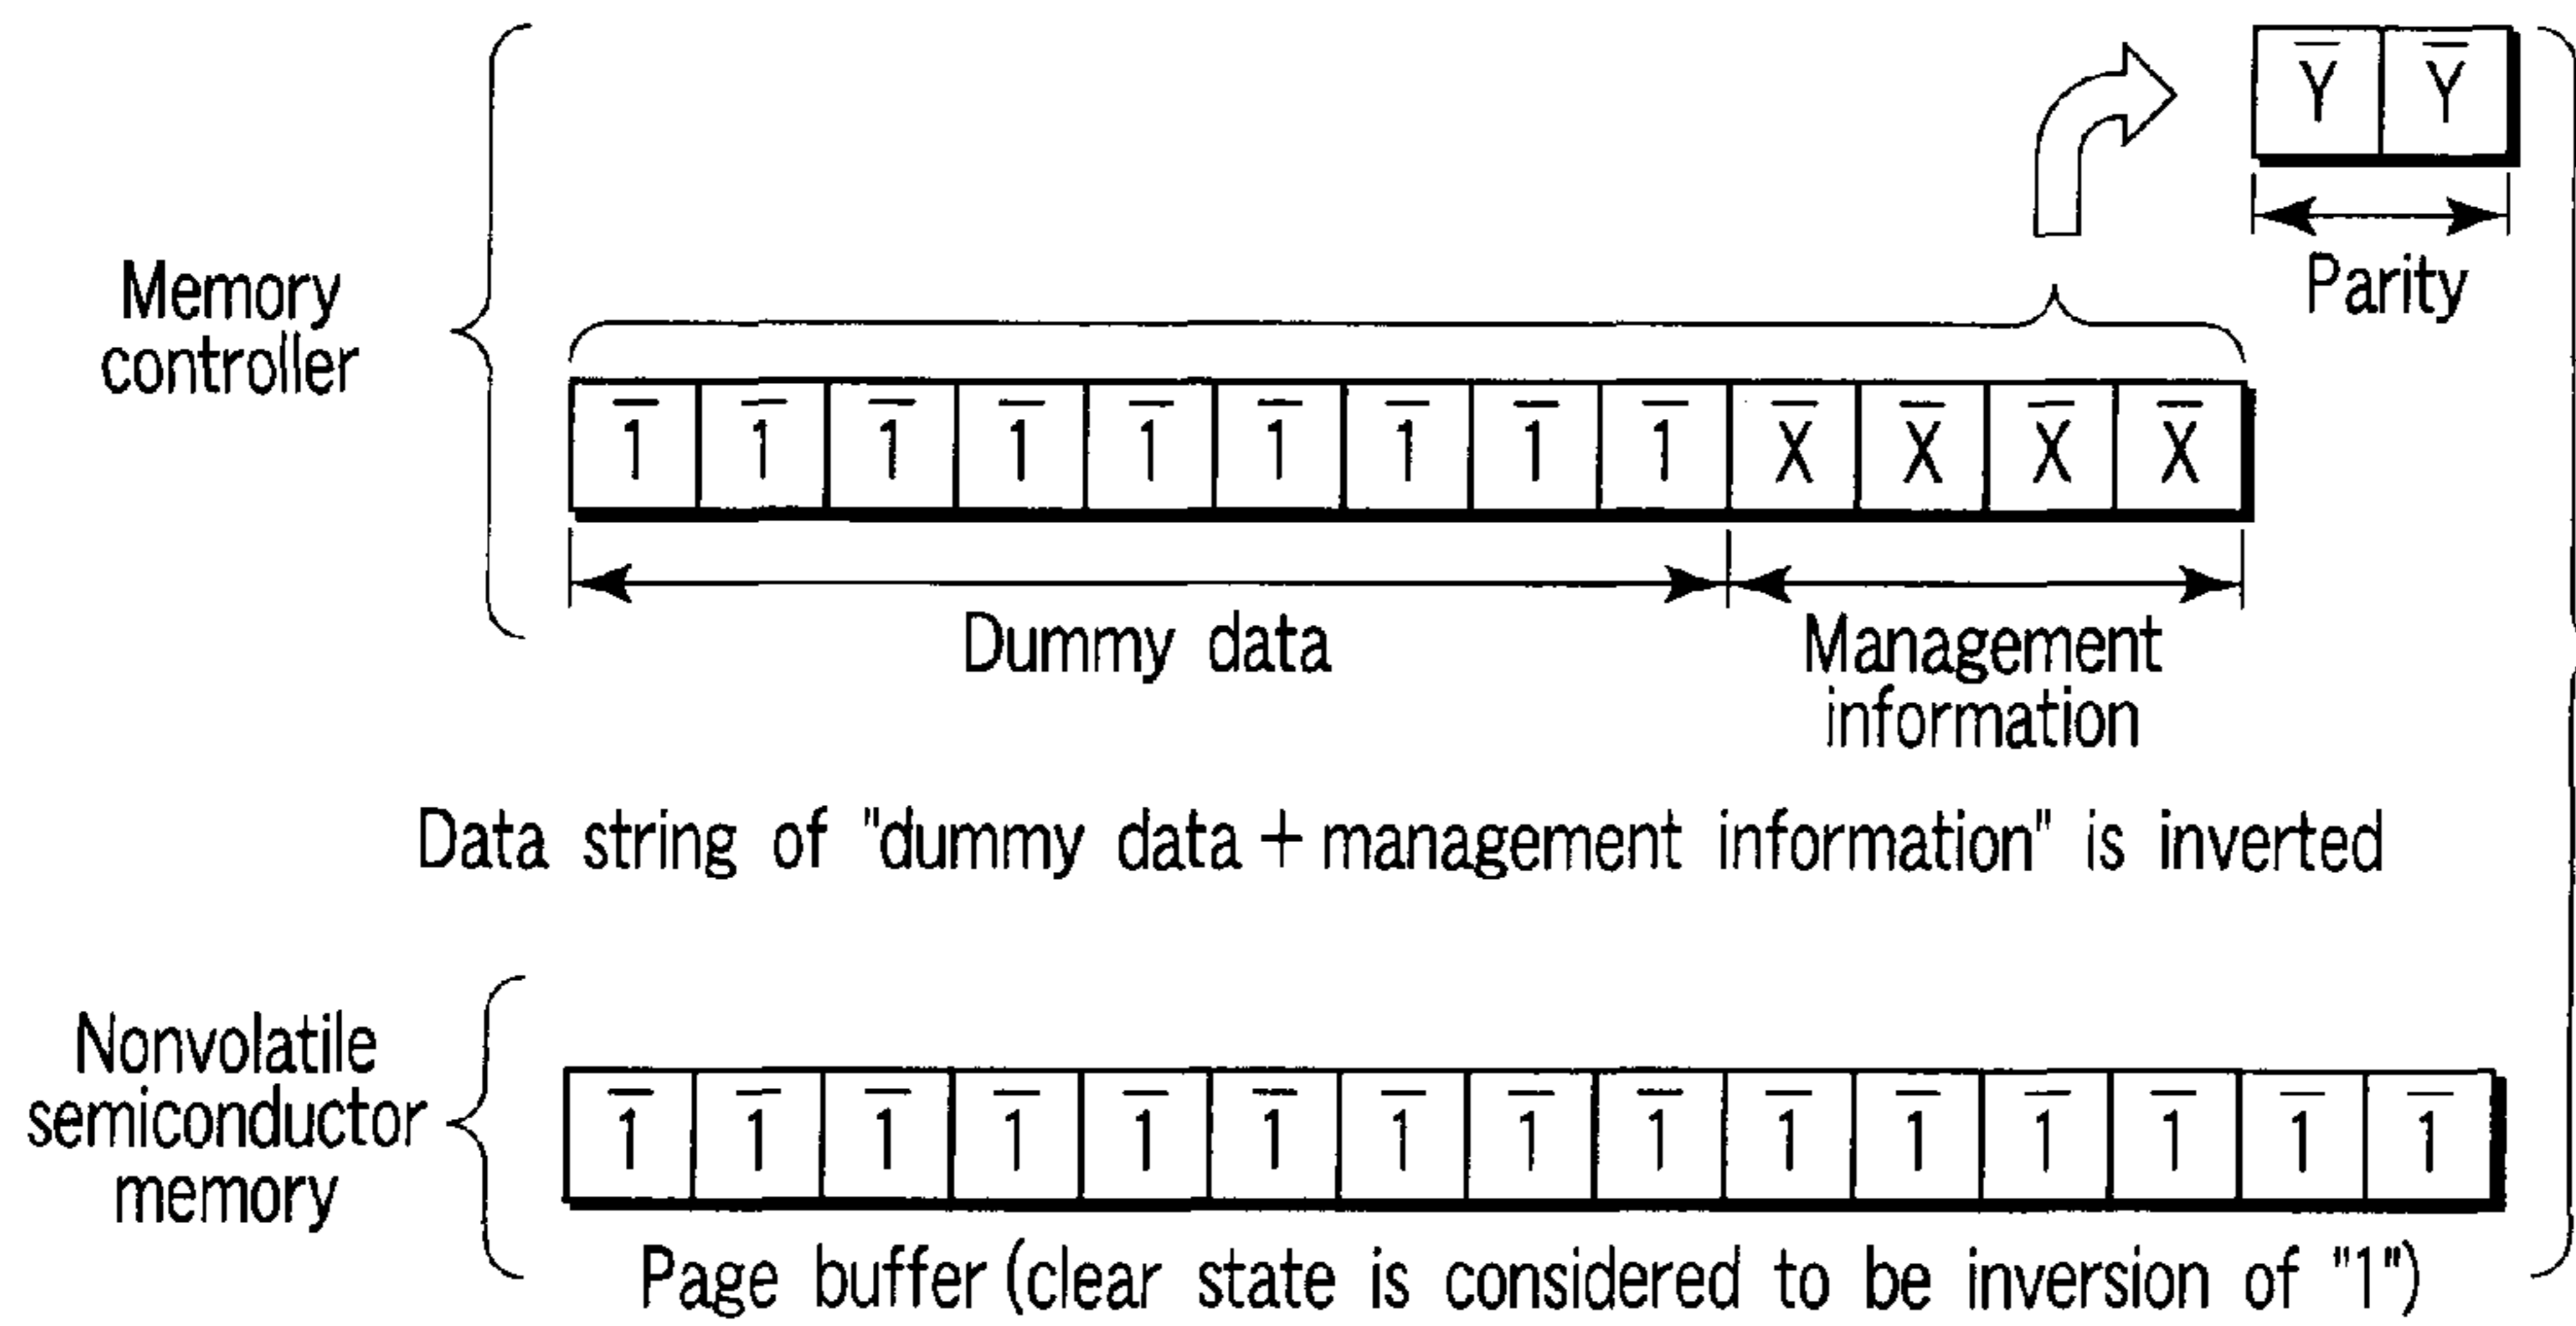 Y̅ Y̅
Parity
Memory
controller
1̅ 1̅ 1̅ 1̅ 1̅ 1̅ 1̅ 1̅ 1̅ X̅ X̅ X̅ X̅
Dummy data
Management
information
Data string of "dummy data + management information" is inverted
Nonvolatile
semiconductor
memory
1̅ 1̅ 1̅ 1̅ 1̅ 1̅ 1̅ 1̅ 1̅ 1̅ 1̅ 1̅ 1̅ 1̅ 1̅
Page buffer (clear state is considered to be inversion of "1")